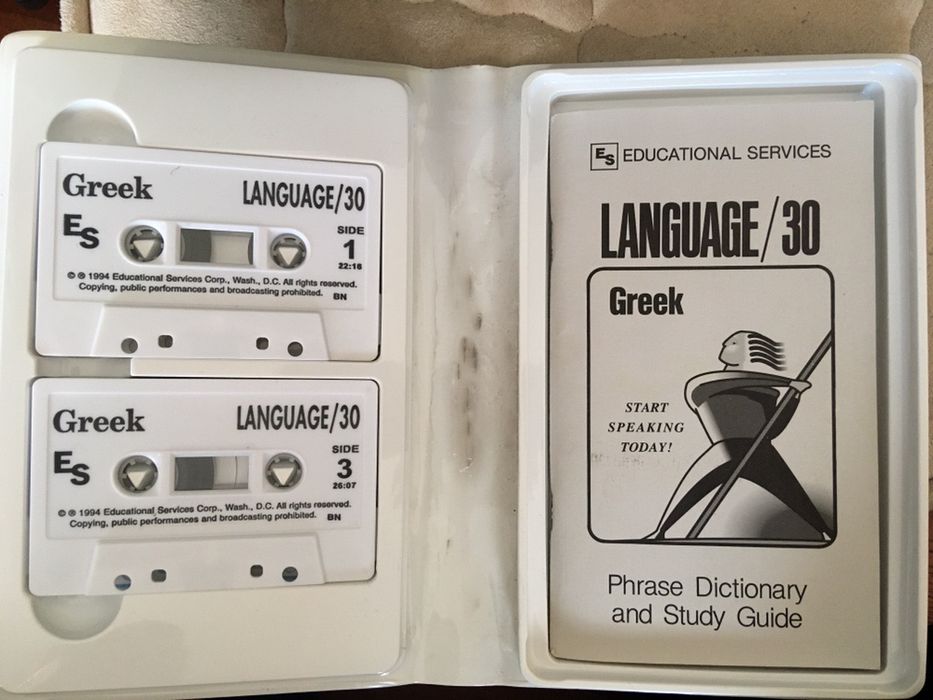 Greek LANGUAGE/30
ES SIDE
1
22:16
© ℗ 1994 Educational Services Corp., Wash., D.C. All rights reserved.
Copying, public performances and broadcasting prohibited. BN
Greek LANGUAGE/30
ES SIDE
3
26:07
© ℗ 1994 Educational Services Corp., Wash., D.C. All rights reserved.
Copying, public performances and broadcasting prohibited. BN
ES EDUCATIONAL SERVICES
LANGUAGE/30
Greek
START
SPEAKING
TODAY!
Phrase Dictionary
and Study Guide